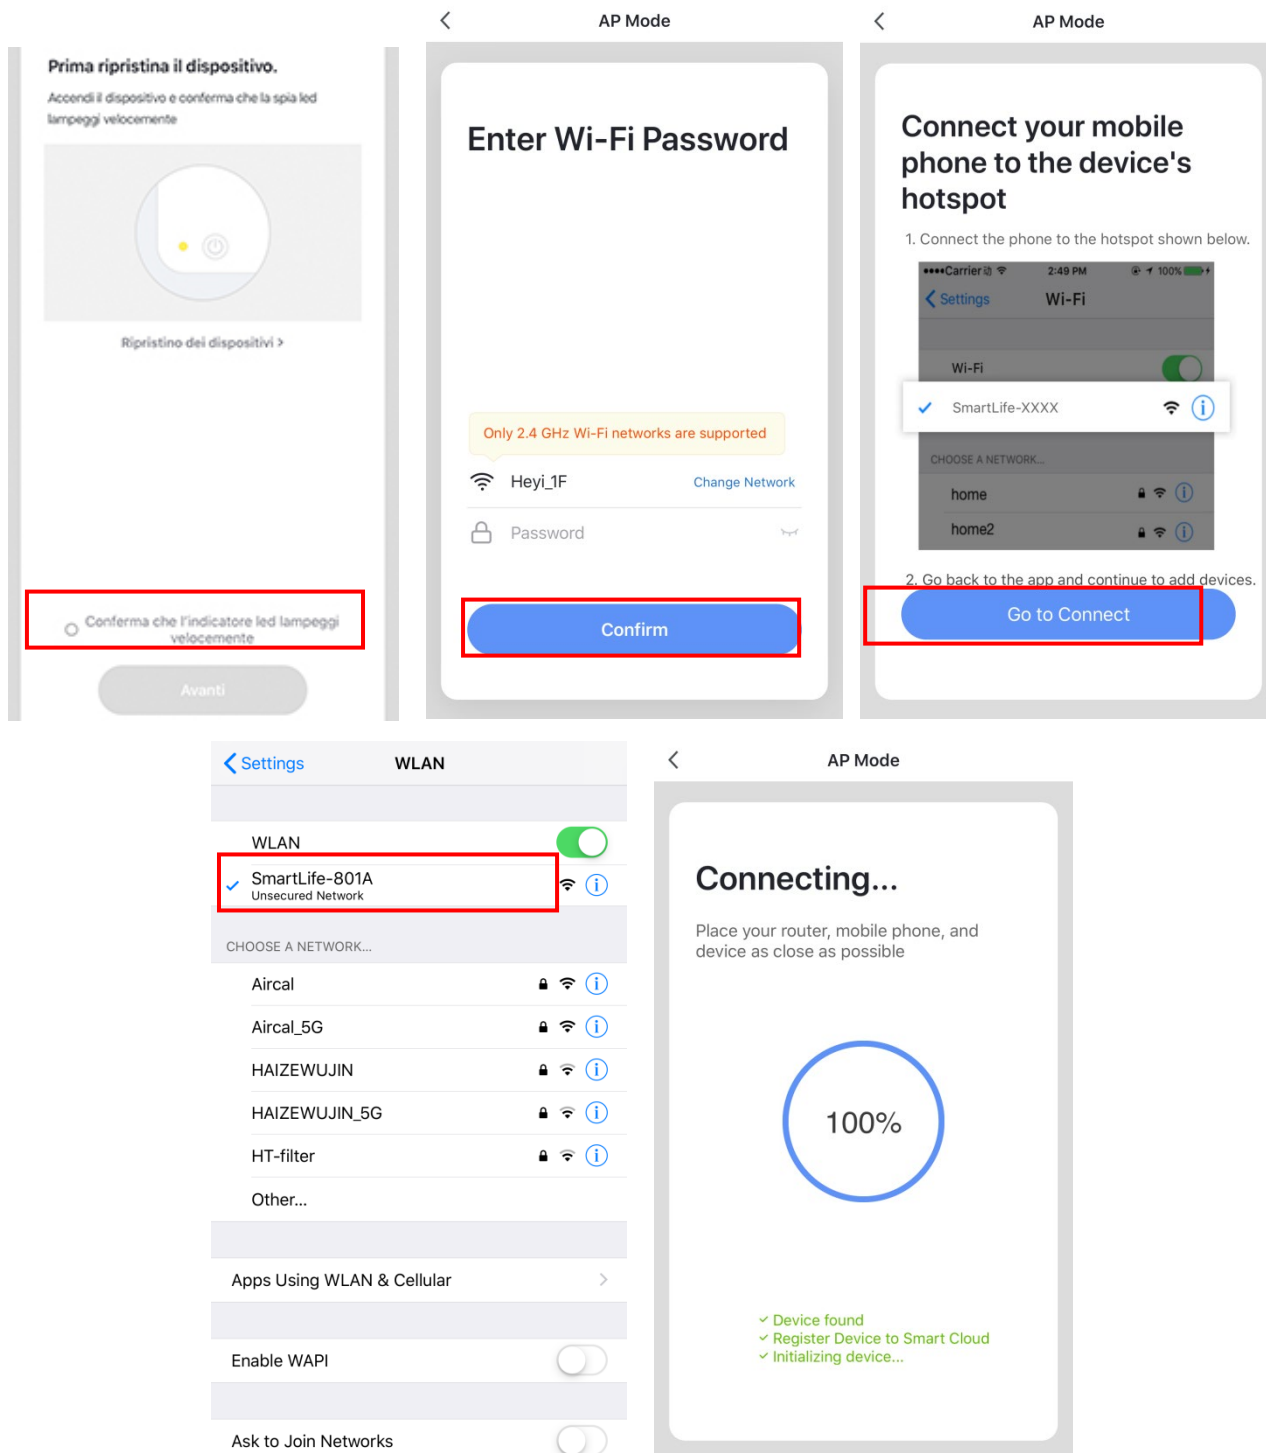 Prima ripristina il dispositivo.
Accendi il dispositivo e conferma che la spia led
lampeggi velocemente
Ripristino dei dispositivi >
Conferma che l'indicatore led lampeggi
velocemente
Avanti
AP Mode
Enter Wi-Fi Password
Only 2.4 GHz Wi-Fi networks are supported
Heyi_1F Change Network
Password
Confirm
AP Mode
Connect your mobile
phone to the device's
hotspot
1. Connect the phone to the hotspot shown below.
Carrier 2:49 PM 100%
Settings Wi-Fi
Wi-Fi
SmartLife-XXXX
CHOOSE A NETWORK...
home
home2
2. Go back to the app and continue to add devices.
Go to Connect
Settings WLAN
WLAN
SmartLife-801A
Unsecured Network
CHOOSE A NETWORK...
Aircal
Aircal_5G
HAIZEWUJIN
HAIZEWUJIN_5G
HT-filter
Other...
Apps Using WLAN & Cellular
Enable WAPI
Ask to Join Networks
AP Mode
Connecting...
Place your router, mobile phone, and
device as close as possible
100%
Device found
Register Device to Smart Cloud
Initializing device...